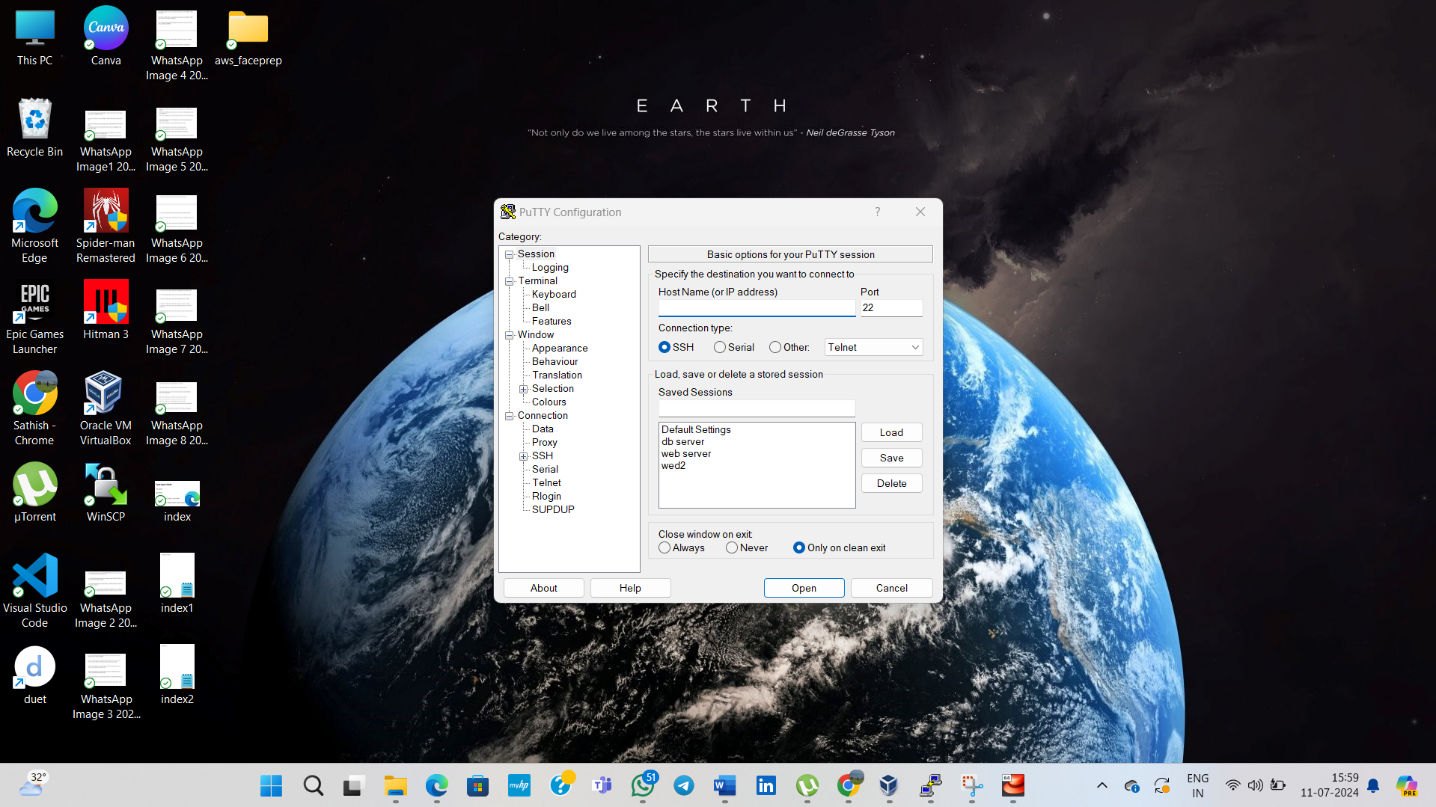 This PC
Canva
Canva
WhatsApp
Image 4 20...
aws_faceprep
Recycle Bin
WhatsApp
Image1 20...
WhatsApp
Image 5 20...
Microsoft
Edge
Spider-man
Remastered
WhatsApp
Image 6 20...
EPIC
GAMES
Epic Games
Launcher
Hitman 3
WhatsApp
Image 7 20...
Sathish -
Chrome
Oracle VM
VirtualBox
WhatsApp
Image 8 20...
µTorrent
WinSCP
index
Visual Studio
Code
WhatsApp
Image 2 20...
index1
d
duet
WhatsApp
Image 3 202...
index2
EARTH
"Not only do we live among the stars, the stars live within us" - Neil deGrasse Tyson
PuTTY Configuration
?
Category:
Session
Logging
Terminal
Keyboard
Bell
Features
Window
Appearance
Behaviour
Translation
Selection
Colours
Connection
Data
Proxy
SSH
Serial
Telnet
Rlogin
SUPDUP
Basic options for your PuTTY session
Specify the destination you want to connect to
Host Name (or IP address) Port
22
Connection type:
SSH Serial Other: Telnet
Load, save or delete a stored session
Saved Sessions
Default Settings
db server
web server
wed2
Load
Save
Delete
Close window on exit:
Always Never Only on clean exit
About Help Open Cancel
32°
myhp
51
W
in
ENG
IN
15:59
11-07-2024
PRE